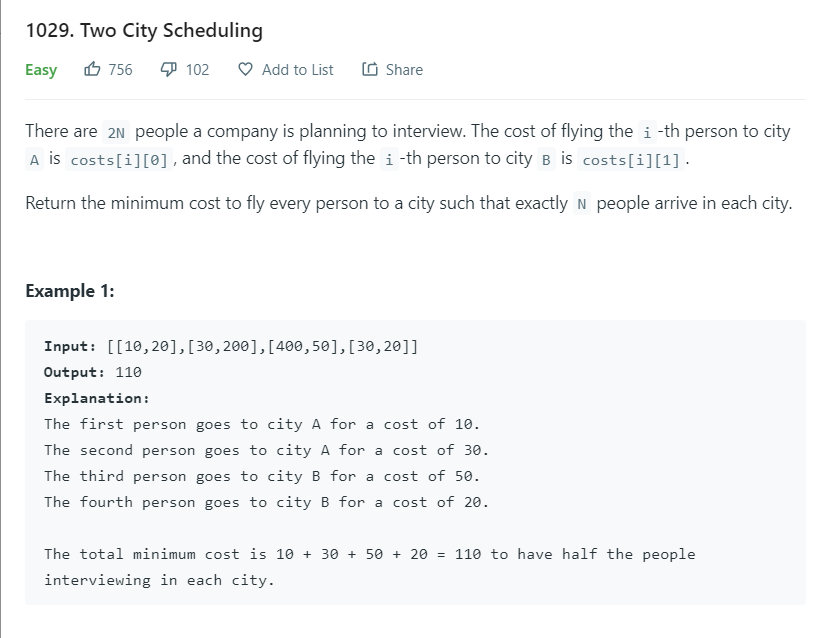 1029. Two City Scheduling
Easy 756 102 Add to List Share
There are 2N people a company is planning to interview. The cost of flying the i -th person to city
A is costs[i][0] , and the cost of flying the i -th person to city B is costs[i][1] .
Return the minimum cost to fly every person to a city such that exactly N people arrive in each city.
Example 1:
Input: [[10,20],[30,200],[400,50],[30,20]]
Output: 110
Explanation:
The first person goes to city A for a cost of 10.
The second person goes to city A for a cost of 30.
The third person goes to city B for a cost of 50.
The fourth person goes to city B for a cost of 20.
The total minimum cost is 10 + 30 + 50 + 20 = 110 to have half the people
interviewing in each city.